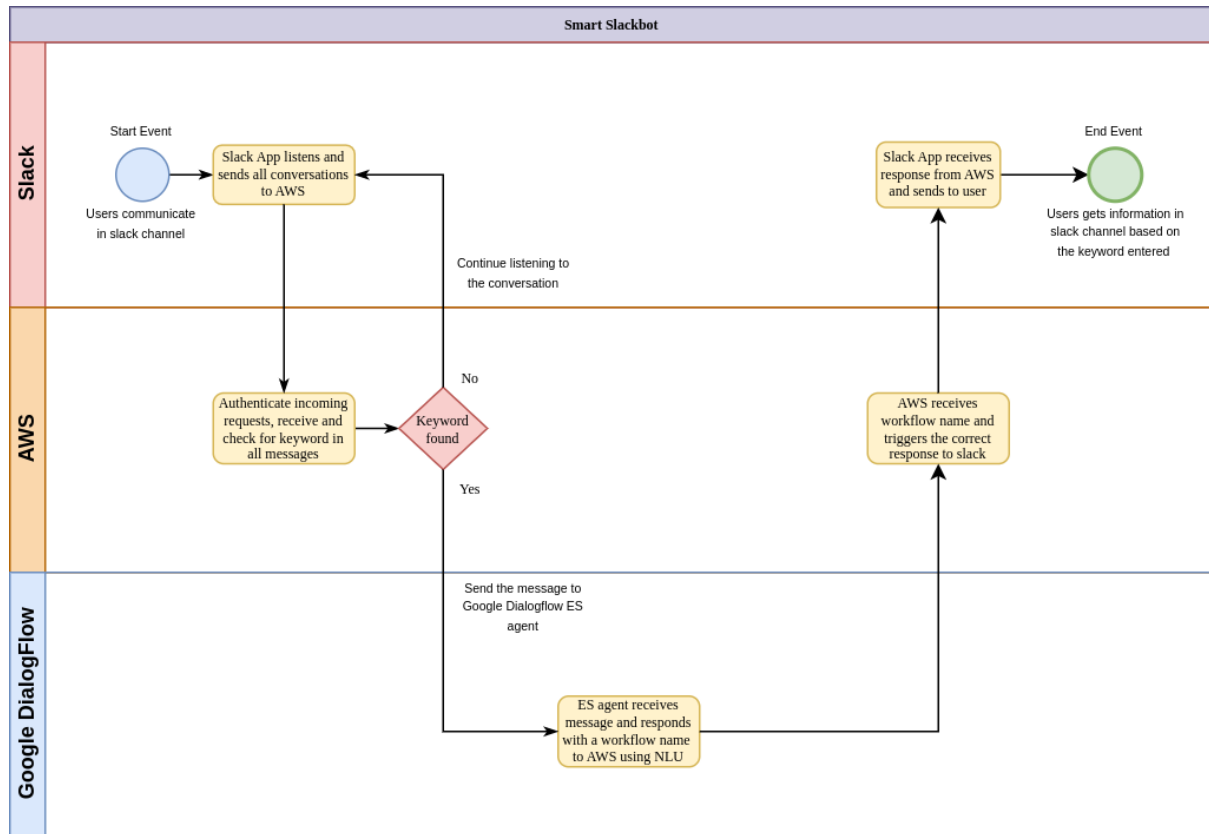 Smart Slackbot
Slack
Start Event
Users communicate
in slack channel
Slack App listens and
sends all conversations
to AWS
Continue listening to
the conversation
Slack App receives
response from AWS
and sends to user
End Event
Users gets information in
slack channel based on
the keyword entered
AWS
Authenticate incoming
requests, receive and
check for keyword in
all messages
Keyword
found
No
Yes
AWS receives
workflow name and
triggers the correct
response to slack
Google DialogFlow
Send the message to
Google Dialogflow ES
agent
ES agent receives
message and responds
with a workflow name
to AWS using NLU